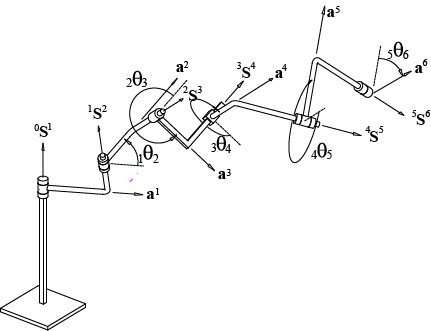 a⁵
₅θ₆
a²
₂θ₃
³S⁴
a⁴
a⁶
²S³
¹S²
⁵S⁶
⁰S¹
₁θ₂
₃θ₄
⁴S⁵
₄θ₅
a³
a¹